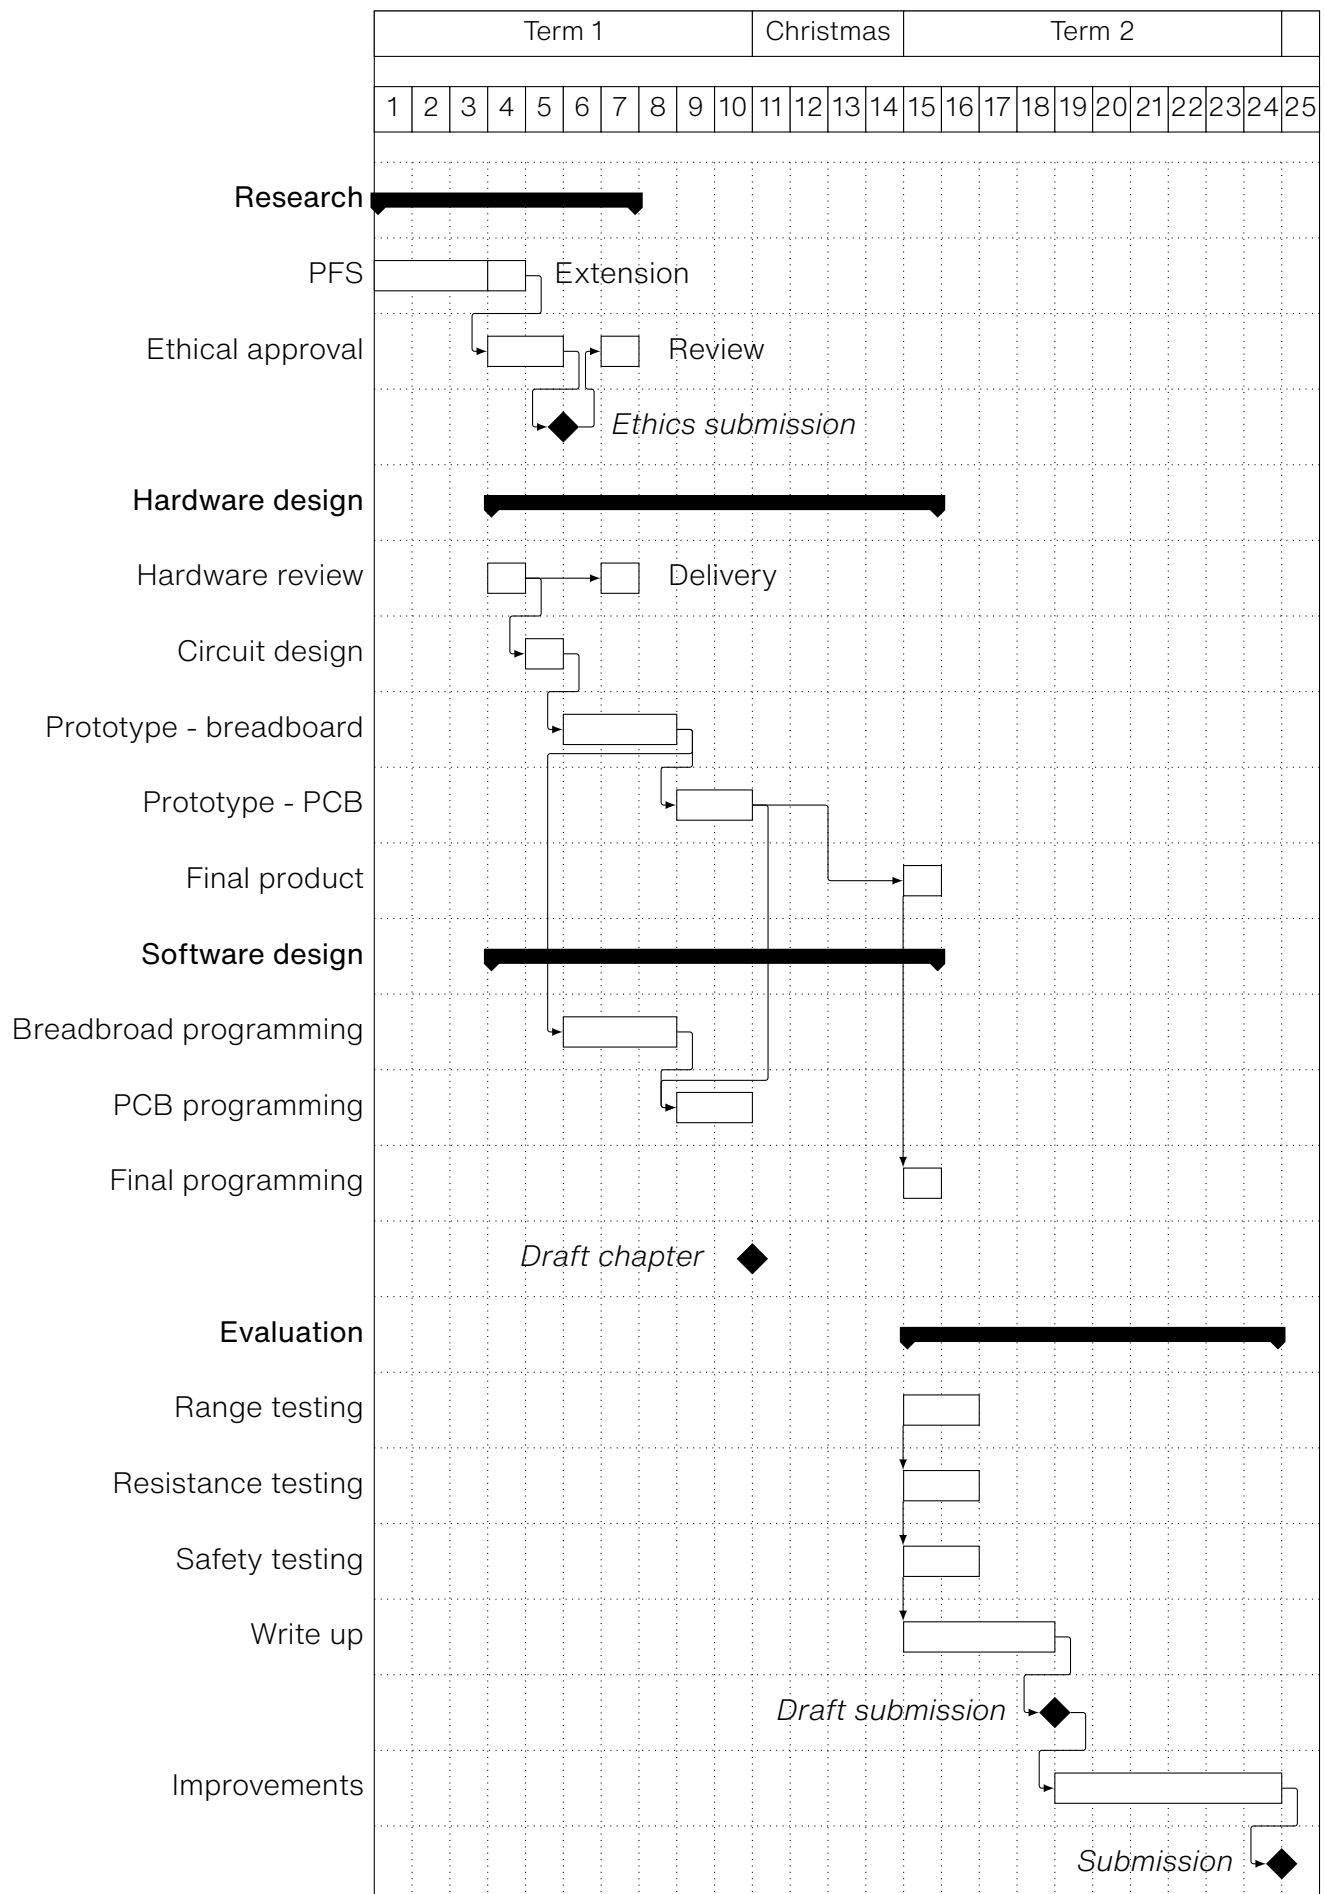 Term 1 Christmas Term 2
1 2 3 4 5 6 7 8 9 10 11 12 13 14 15 16 17 18 19 20 21 22 23 24 25
Research
PFS Extension
Ethical approval Review
Ethics submission
Hardware design
Hardware review Delivery
Circuit design
Prototype - breadboard
Prototype - PCB
Final product
Software design
Breadbroad programming
PCB programming
Final programming
Draft chapter
Evaluation
Range testing
Resistance testing
Safety testing
Write up
Draft submission
Improvements
Submission